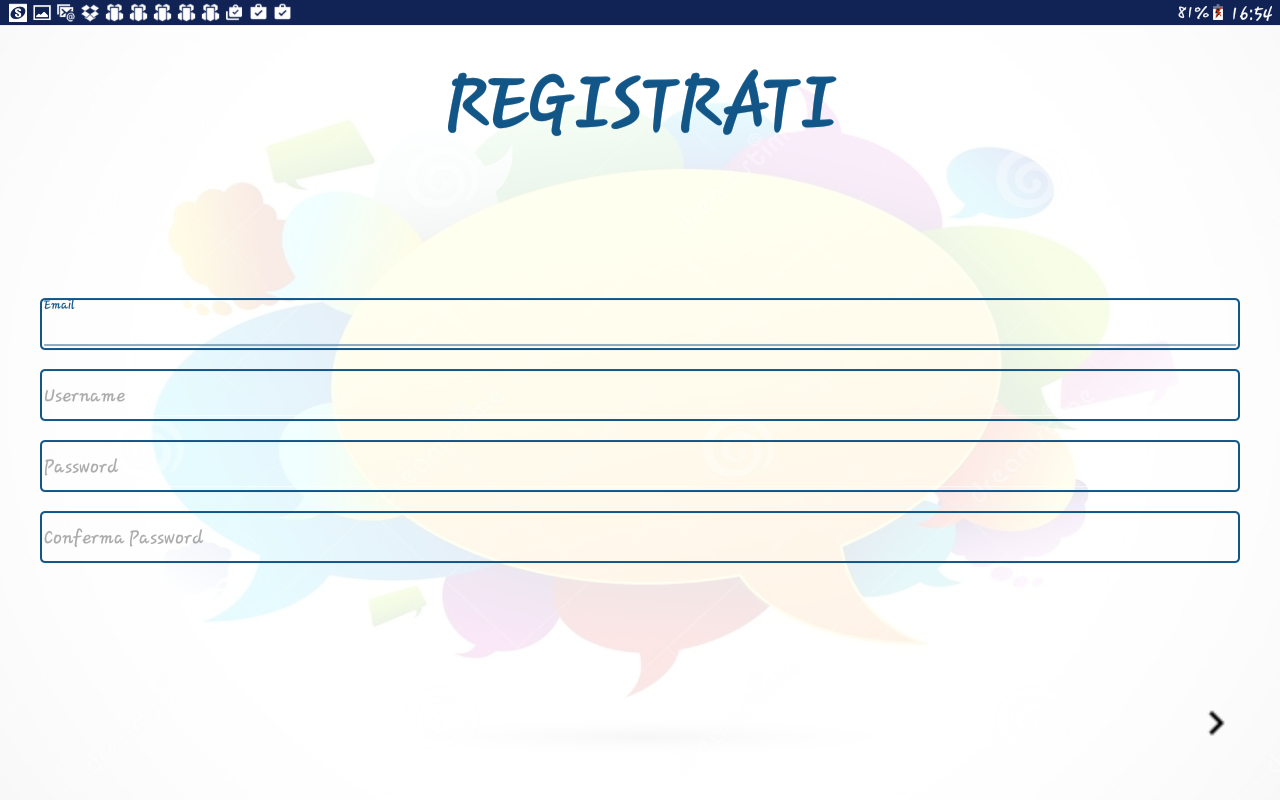 81% 16:54
REGISTRATI
Email
Username
Password
Conferma Password